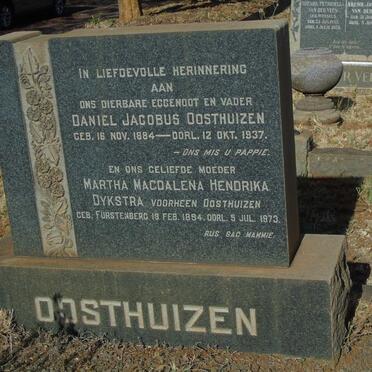 IN LIEFDEVOLLE HERINNERING
AAN
ONS DIERBARE EGGENOOT EN VADER
DANIEL JACOBUS OOSTHUIZEN
GEB. 16 NOV. 1884 — OORL. 12 OKT. 1937.
— ONS MIS U PAPPIE.
EN ONS GELIEFDE MOEDER
MARTHA MAGDALENA HENDRIKA
DYKSTRA VOORHEEN OOSTHUIZEN
GEB. FÜRSTENBERG 19 FEB. 1894. OORL. 5 JUL. 1973.
RUS SAG MAMMIE.
OOSTHUIZEN